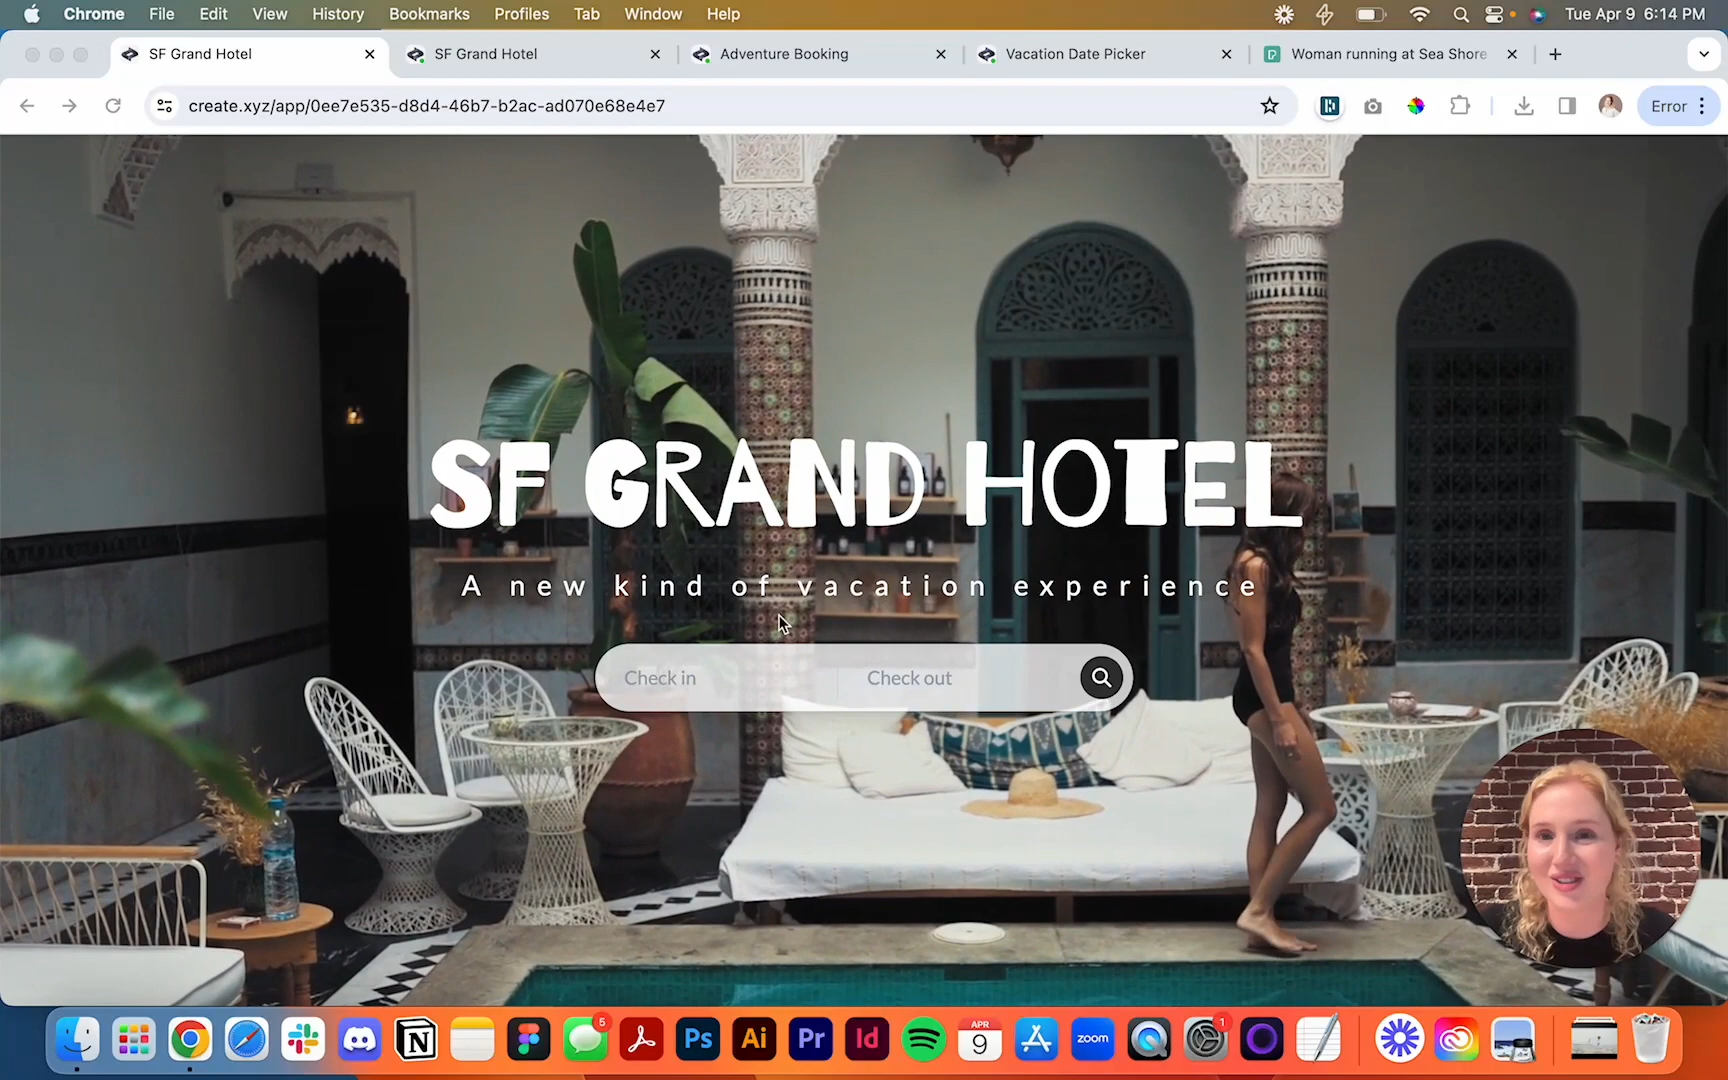 Chrome File Edit View History Bookmarks Profiles Tab Window Help Tue Apr 9 6:14 PM
SF Grand Hotel SF Grand Hotel Adventure Booking Vacation Date Picker Woman running at Sea Shore
create.xyz/app/0ee7e535-d8d4-46b7-b2ac-ad070e68e4e7 Error
SF GRAND HOTEL
A new kind of vacation experience
Check in Check out
5 APR 1
Ps Ai Pr Id 9 zoom